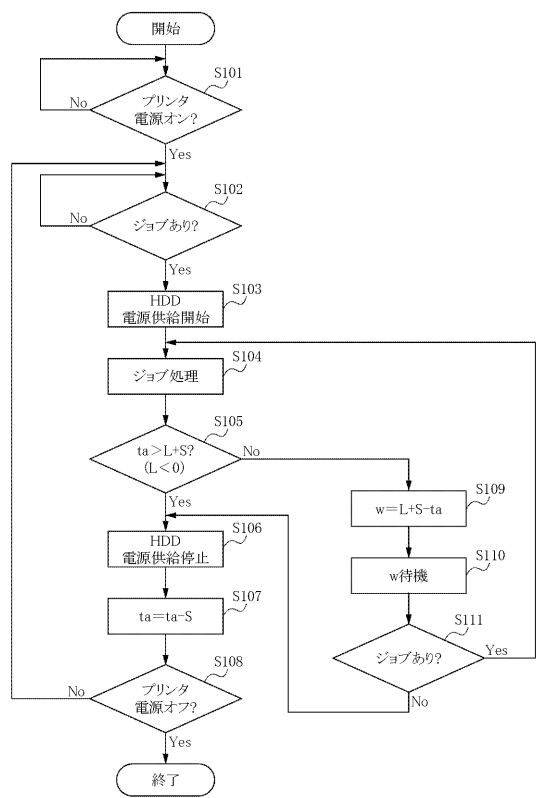 開始
S101
プリンタ
電源オン?
No
Yes
S102
ジョブあり?
No
Yes
S103
HDD
電源供給開始
S104
ジョブ処理
S105
ta>L+S?
(L<0)
No
Yes
S109
w=L+S-ta
S106
HDD
電源供給停止
S110
w待機
S107
ta=ta-S
S111
ジョブあり?
Yes
No
S108
プリンタ
電源オフ?
No
Yes
終了